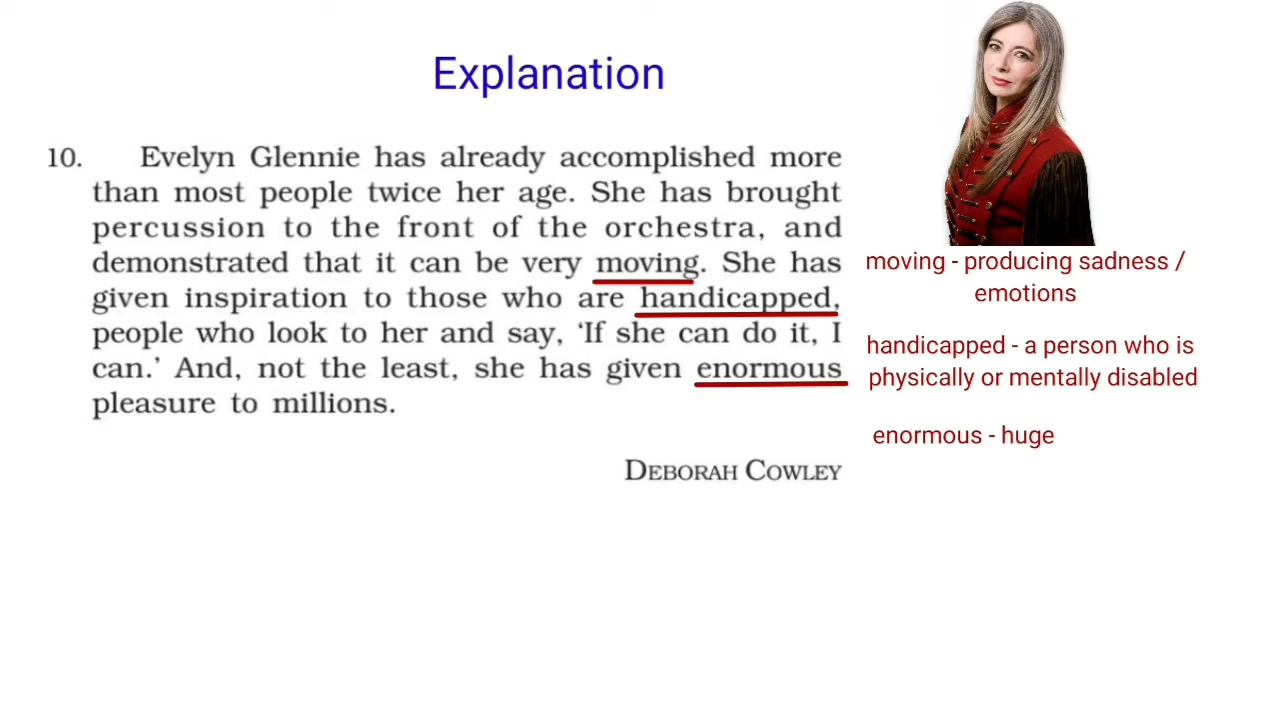 Explanation
10. Evelyn Glennie has already accomplished more
than most people twice her age. She has brought
percussion to the front of the orchestra, and
demonstrated that it can be very moving. She has
given inspiration to those who are handicapped,
people who look to her and say, ‘If she can do it, I
can.’ And, not the least, she has given enormous
pleasure to millions.
DEBORAH COWLEY
moving - producing sadness /
emotions
handicapped - a person who is
physically or mentally disabled
enormous - huge